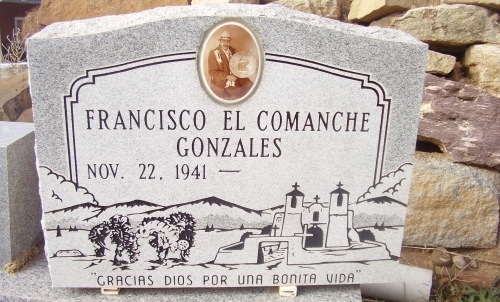 FRANCISCO EL COMANCHE
GONZALES
NOV. 22, 1941 —
"GRACIAS DIOS POR UNA BONITA VIDA"